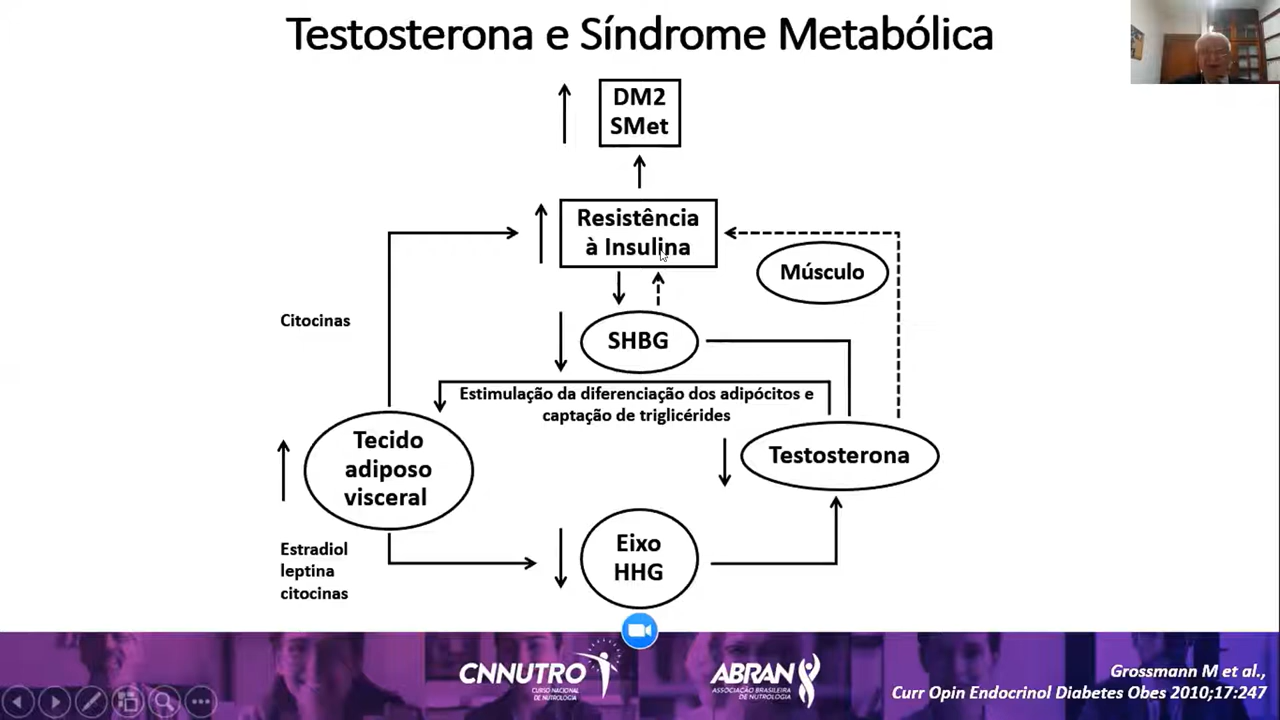 Testosterona e Síndrome Metabólica
DM2
SMet
Resistência
à Insulina
Músculo
Citocinas
SHBG
Estimulação da diferenciação dos adipócitos e
captação de triglicérides
Tecido
adiposo
visceral
Testosterona
Estradiol
leptina
citocinas
Eixo
HHG
CNNUTRO
CURSO NACIONAL
DE NUTROLOGIA
ABRAN
ASSOCIAÇÃO BRASILEIRA
DE NUTROLOGIA
Grossmann M et al.,
Curr Opin Endocrinol Diabetes Obes 2010;17:247